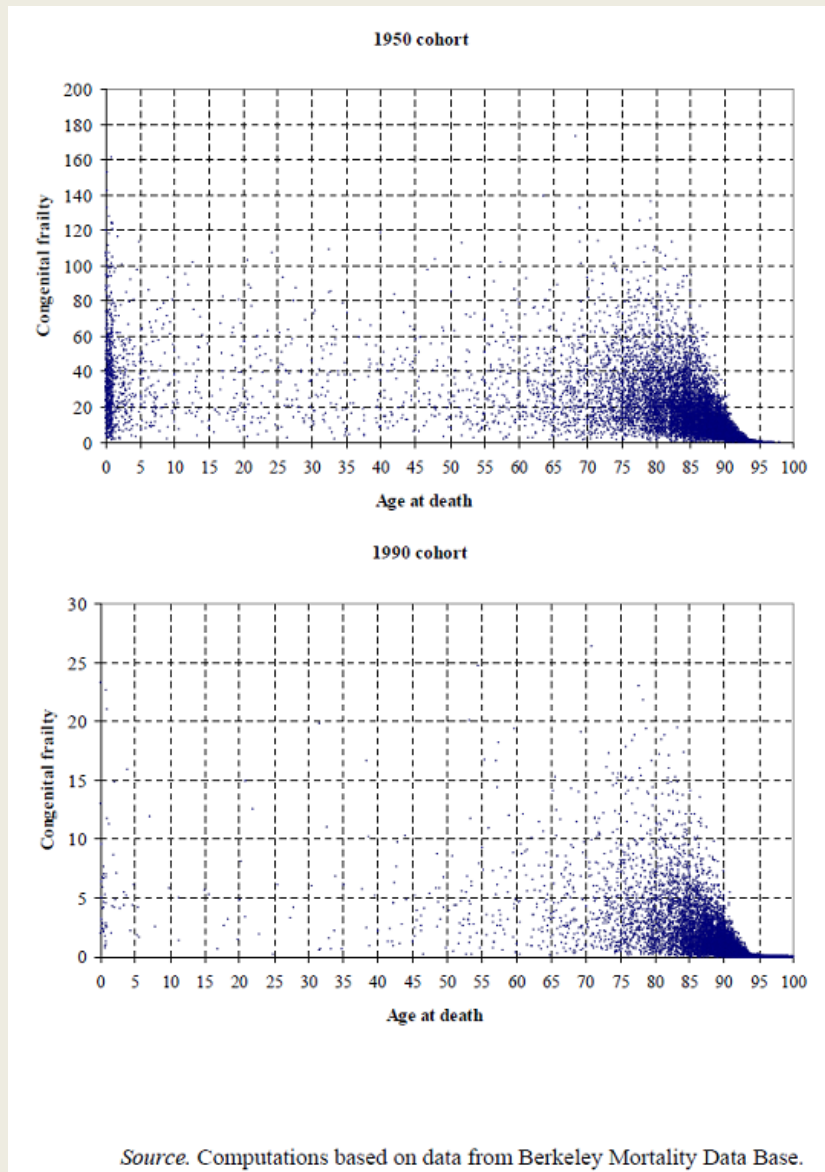 1950 cohort
200
180
160
140
120
100
80
60
40
20
0
Congenital frailty
0 5 10 15 20 25 30 35 40 45 50 55 60 65 70 75 80 85 90 95 100
Age at death
1990 cohort
30
25
20
15
10
5
0
Congenital frailty
0 5 10 15 20 25 30 35 40 45 50 55 60 65 70 75 80 85 90 95 100
Age at death
Source. Computations based on data from Berkeley Mortality Data Base.